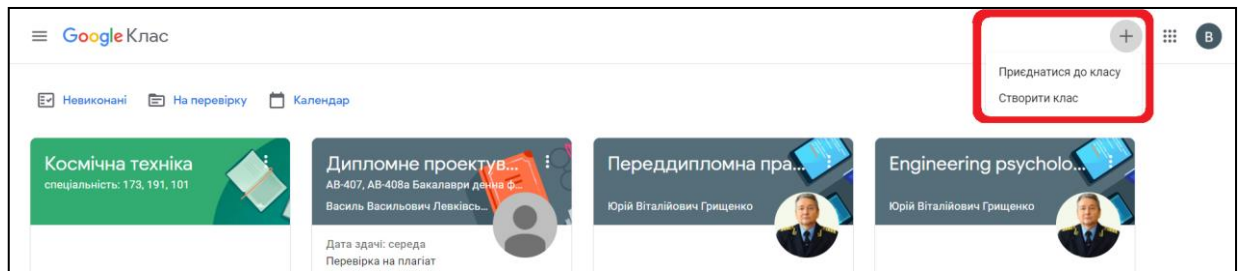 Google Клас
В
Приєднатися до класу
Створити клас
Невиконані На перевірку Календар
Космічна техніка
спеціальність: 173, 191, 101
Дипломне проектув...
АВ-407, АВ-408а Бакалаври денна ф...
Василь Васильович Левківсь...
Дата здачі: середа
Перевірка на плагіат
Переддипломна пра...
Юрій Віталійович Грищенко
Engineering psycholo...
Юрій Віталійович Грищенко